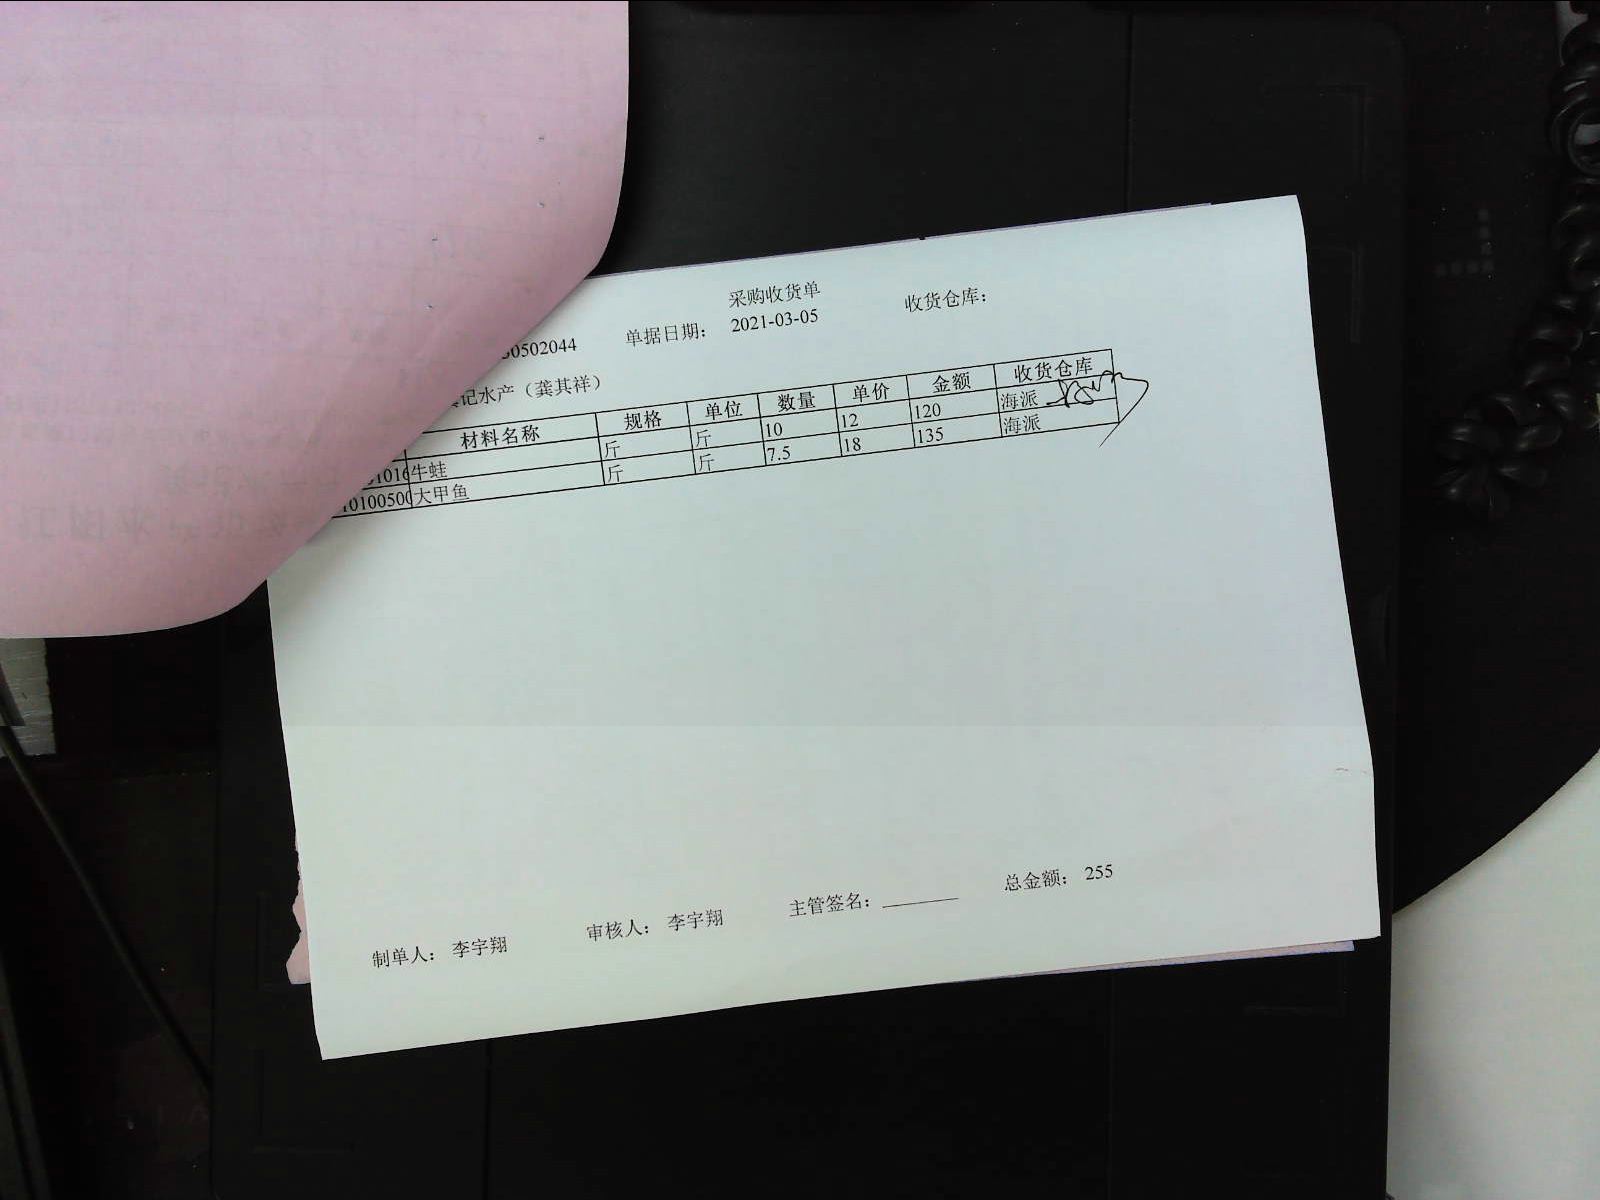 采购收货单
0502044 单据日期： 2021-03-05 收货仓库：
记水产（龚其祥）
材料名称 规格 单位 数量 单价 金额 收货仓库
1016 牛蛙 斤 斤 10 12 120 海派
10100500 大甲鱼 斤 斤 7.5 18 135 海派
制单人： 李宇翔 审核人： 李宇翔 主管签名： 总金额： 255